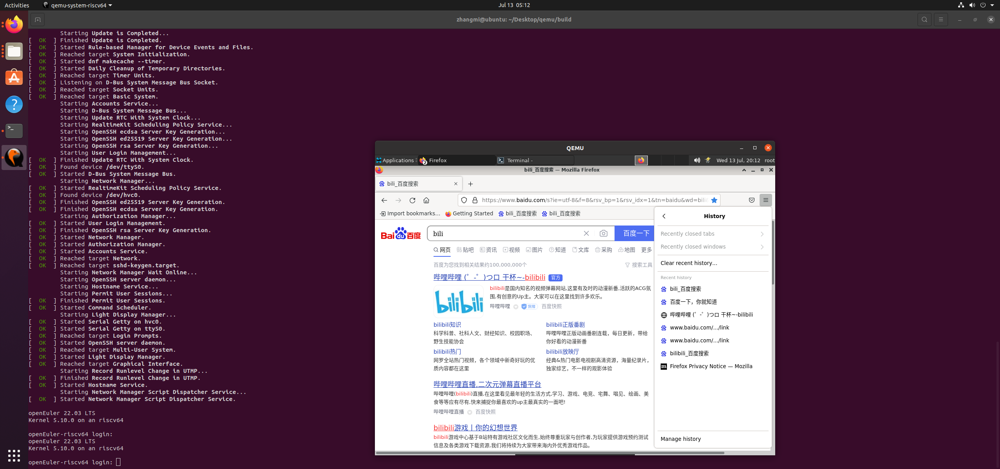 Activities
qemu-system-riscv64
Jul 13 05:12
zhangmi@ubuntu: ~/Desktop/qemu/build
Starting Update is Completed...
[ OK ] Finished Update is Completed.
[ OK ] Started Rule-based Manager for Device Events and Files.
[ OK ] Reached target System Initialization.
[ OK ] Started dnf makecache --timer.
[ OK ] Started Daily Cleanup of Temporary Directories.
[ OK ] Reached target Timer Units.
[ OK ] Listening on D-Bus System Message Bus Socket.
[ OK ] Reached target Socket Units.
[ OK ] Reached target Basic System.
Starting Accounts Service...
Starting D-Bus System Message Bus...
Starting Update RTC With System Clock...
Starting RealtimeKit Scheduling Policy Service...
Starting OpenSSH ecdsa Server Key Generation...
Starting OpenSSH ed25519 Server Key Generation...
Starting OpenSSH rsa Server Key Generation...
Starting User Login Management...
[ OK ] Finished Update RTC With System Clock.
[ OK ] Found device /dev/ttyS0.
[ OK ] Started D-Bus System Message Bus.
Starting Network Manager...
[ OK ] Started RealtimeKit Scheduling Policy Service.
[ OK ] Found device /dev/hvc0.
[ OK ] Finished OpenSSH ed25519 Server Key Generation.
[ OK ] Finished OpenSSH ecdsa Server Key Generation.
Starting Authorization Manager...
[ OK ] Started User Login Management.
[ OK ] Finished OpenSSH rsa Server Key Generation.
[ OK ] Started Network Manager.
[ OK ] Started Authorization Manager.
[ OK ] Started Accounts Service.
[ OK ] Reached target Network.
[ OK ] Reached target sshd-keygen.target.
Starting Network Manager Wait Online...
Starting OpenSSH server daemon...
Starting Hostname Service...
Starting Permit User Sessions...
[ OK ] Finished Permit User Sessions.
[ OK ] Started Command Scheduler.
Starting Light Display Manager...
[ OK ] Started Serial Getty on hvc0.
[ OK ] Started Serial Getty on ttyS0.
[ OK ] Reached target Login Prompts.
[ OK ] Started OpenSSH server daemon.
[ OK ] Reached target Multi-User System.
[ OK ] Started Light Display Manager.
[ OK ] Reached target Graphical Interface.
Starting Record Runlevel Change in UTMP...
[ OK ] Finished Record Runlevel Change in UTMP.
[ OK ] Started Hostname Service.
Starting Network Manager Script Dispatcher Service...
[ OK ] Started Network Manager Script Dispatcher Service.
openEuler 22.03 LTS
Kernel 5.10.0 on an riscv64
openEuler-riscv64 login:
openEuler 22.03 LTS
Kernel 5.10.0 on an riscv64
openEuler-riscv64 login:
QEMU
Applications 2 Firefox Terminal - Wed 13 Jul, 20:12 root
bili_百度搜索 — Mozilla Firefox
bili_百度搜索
https://www.baidu.com/s?ie=utf-8&f=8&rsv_bp=1&rsv_idx=1&tn=baidu&wd=bili&
Import bookmarks... Getting Started bili_百度搜索 bili_百度搜索
Bai du 百度 bili 百度一下
网页 贴吧 资讯 视频 图片 知道 文库 采购 地图 更多
百度为您找到相关结果约100,000,000个 搜索工具
哔哩哔哩 (゜-゜)つロ 干杯~-bilibili 官方
bilibili
bilibili是国内知名的视频弹幕网站,这里有及时的动漫新番,活跃的ACG氛
围,有创意的Up主。大家可以在这里找到许多欢乐。
哔哩哔哩 保障 百度快照
bilibili知识
科学科普、社科人文、财经知识、校园职场、
野生技能协会
bilibili正版番剧
哔哩哔哩正版动画番剧连载，每日更新，带给
你好看的动漫新番
bilibili热门
网罗全站热门视频，各个领域中新奇好玩的优
质内容都在这里
bilibili放映厅
经典&热门电影电视剧高清资源，海量纪录片，
独家综艺，不一样的观影体验
哔哩哔哩直播,二次元弹幕直播平台
哔哩哔哩(bilibili)直播,在这里看见最年轻的生活方式,学习、游戏、电竞、宅舞、唱见、绘画、美
食等等应有尽有,快来捕捉你最喜欢的up主最真实的一面吧!
哔哩哔哩直播 百度快照
bilibili游戏丨你的幻想世界
bilibili游戏中心基于B站特有游戏社区文化而生,始终尊重玩家与创作者,为玩家提供游戏预约测试
信息及各类游戏下载资源,我们将持续为大家带来海内外优秀游戏作品。
History
Recently closed tabs
Recently closed windows
Clear recent history...
Recent history
bili_百度搜索
百度一下，你就知道
哔哩哔哩 (゜-゜)つロ 干杯~-bilibili
www.baidu.com/.../link
www.baidu.com/.../link
bilibili_百度搜索
Firefox Privacy Notice — Mozilla
Manage history